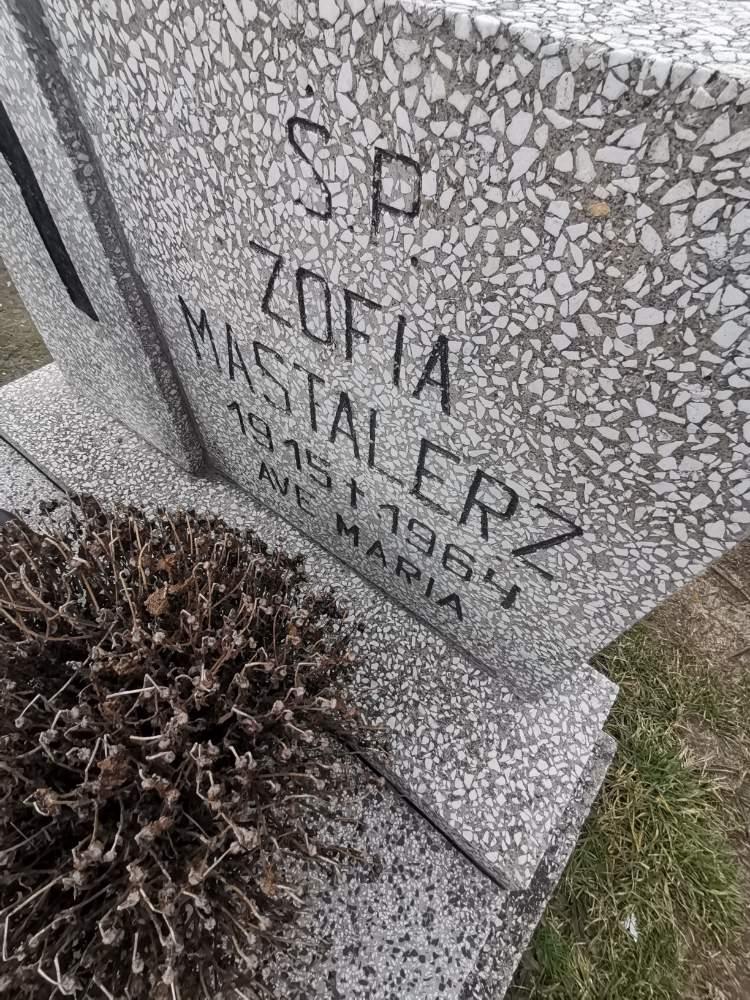 Ś.P.
ZOFIA
MASTALERZ
1915 † 1964
AVE MARIA